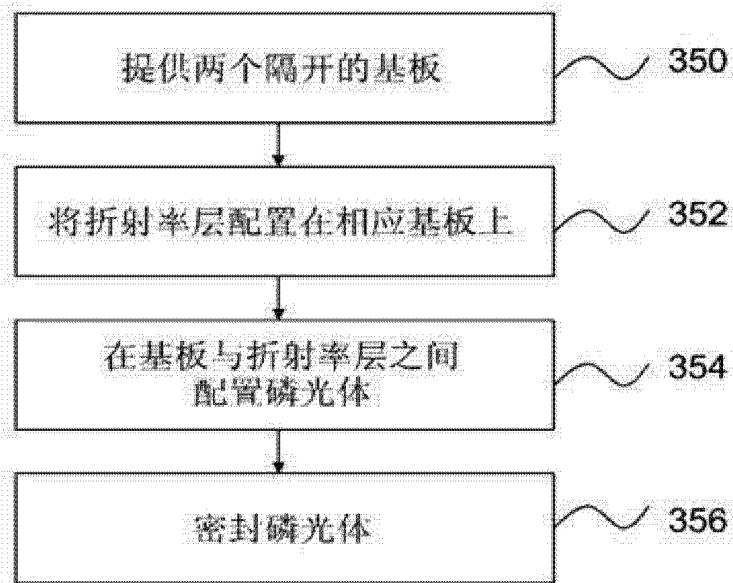 提供两个隔开的基板
350
将折射率层配置在相应基板上
352
在基板与折射率层之间
配置磷光体
354
密封磷光体
356